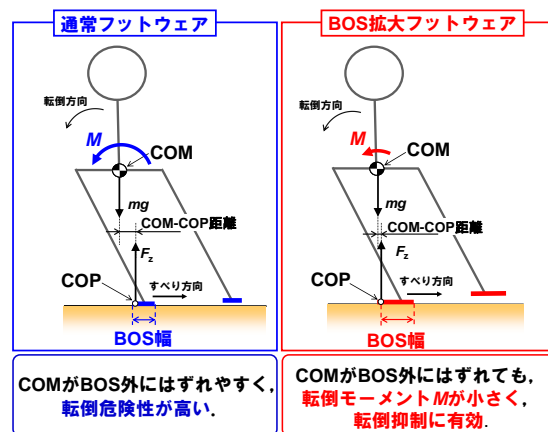 通常フットウェア
転倒方向
M
COM
mg
COM-COP距離
Fz
COP
すべり方向
BOS幅
COMがBOS外にはずれやすく,
転倒危険性が高い.
BOS拡大フットウェア
転倒方向
M
COM
mg
COM-COP距離
Fz
COP
すべり方向
BOS幅
COMがBOS外にはずれても,
転倒モーメントMが小さく,
転倒抑制に有効.